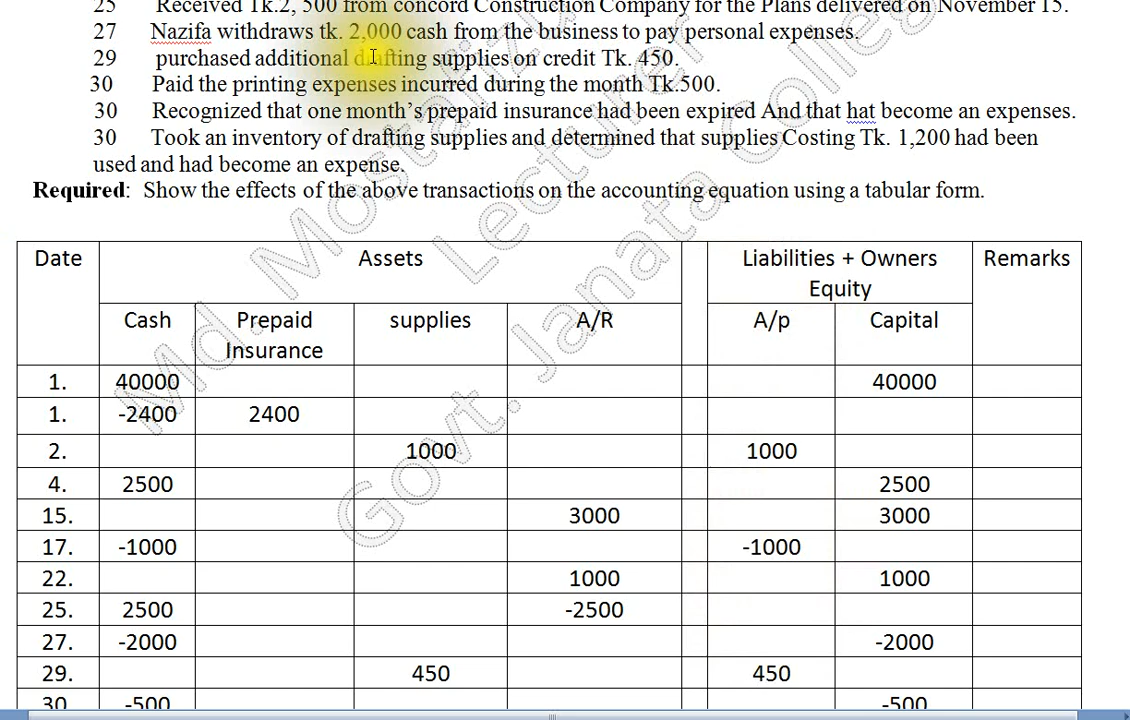 25 Received Tk.2, 500 from concord Construction Company for the Plans delivered on November 15.
27 Nazifa withdraws tk. 2,000 cash from the business to pay personal expenses.
29 purchased additional drafting supplies on credit Tk. 450.
30 Paid the printing expenses incurred during the month Tk.500.
30 Recognized that one month's prepaid insurance had been expired And that hat become an expenses.
30 Took an inventory of drafting supplies and determined that supplies Costing Tk. 1,200 had been
used and had become an expense.
Required: Show the effects of the above transactions on the accounting equation using a tabular form.
Date Assets Liabilities + Owners Equity Remarks
Cash Prepaid Insurance supplies A/R A/p Capital
1. 40000 40000
1. -2400 2400
2. 1000 1000
4. 2500 2500
15. 3000 3000
17. -1000 -1000
22. 1000 1000
25. 2500 -2500
27. -2000 -2000
29. 450 450
30 -500 -500
Md. Mostafiz
Lecturer
Govt. Janata College